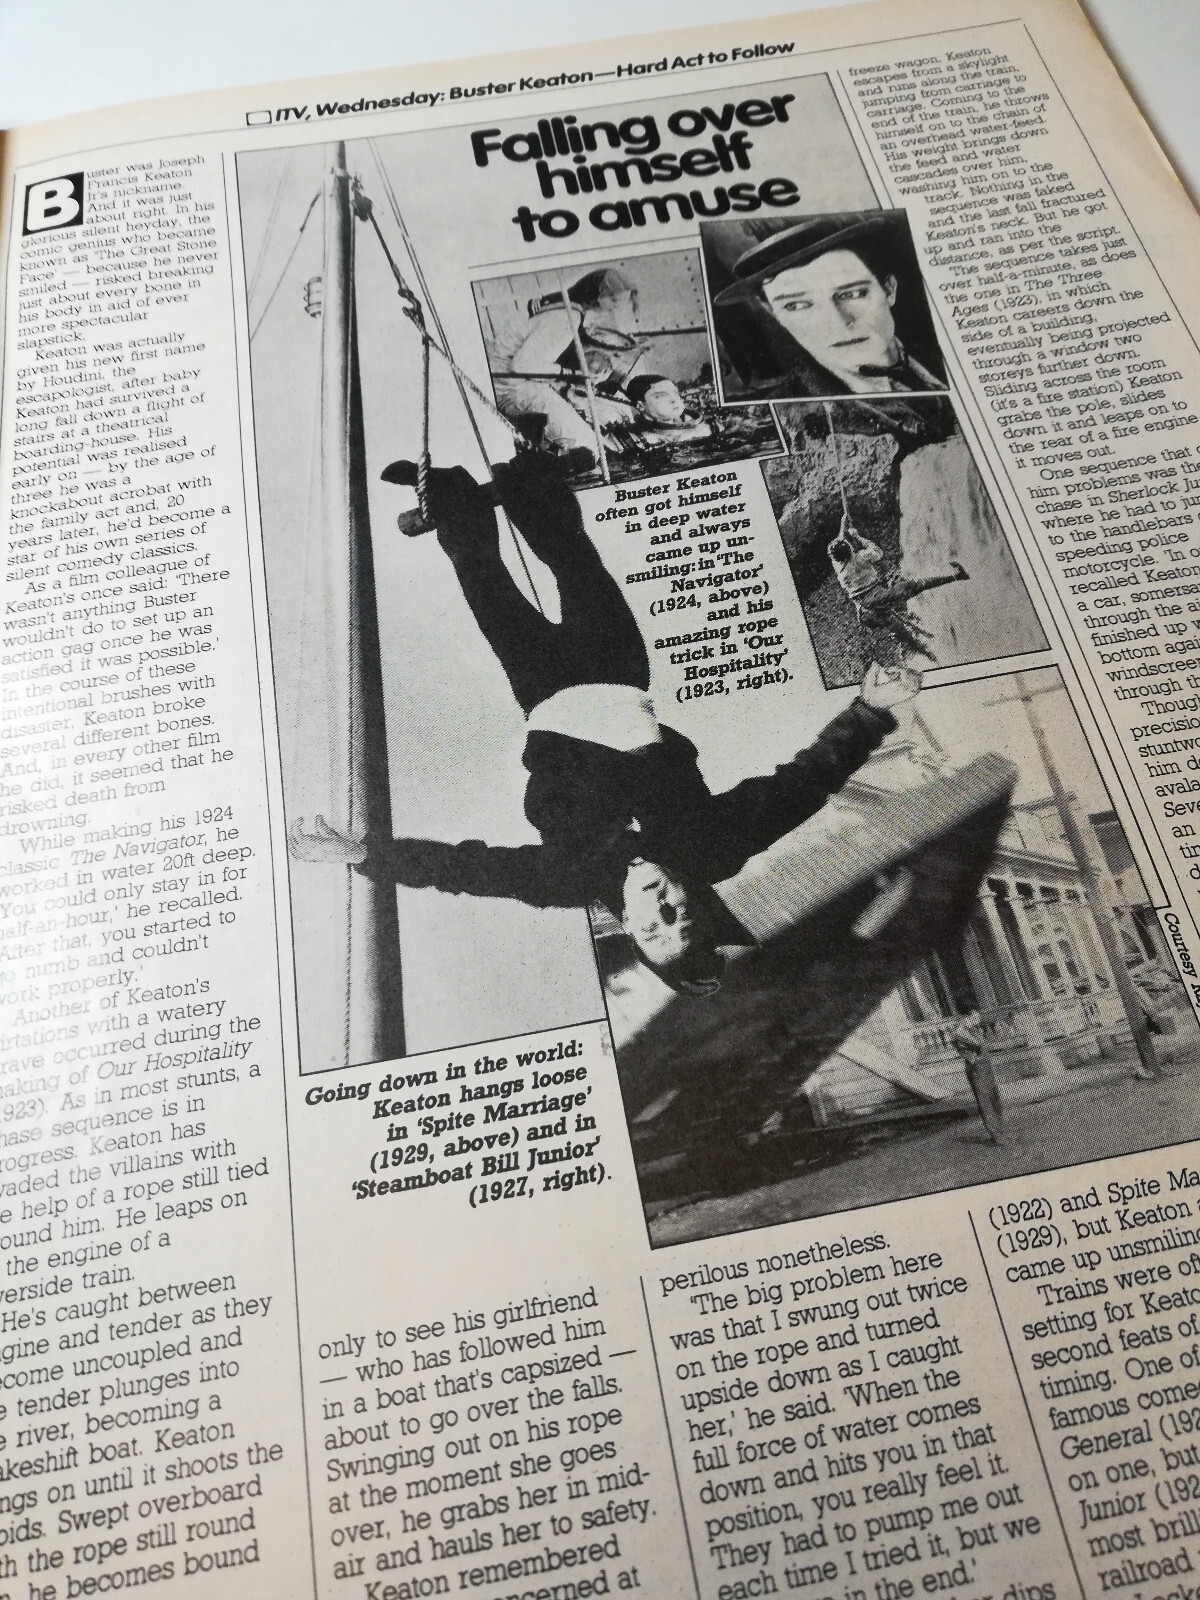 ITV, Wednesday: Buster Keaton—Hard Act to Follow
Falling over
himself
to amuse
Buster was Joseph
Francis Keaton
Jr's nickname.
And it was just
about right. In his
glorious silent heyday, the
comic genius who became
known as 'The Great Stone
Face' — because he never
smiled — risked breaking
just about every bone in
his body in aid of ever
more spectacular
slapstick.
Keaton was actually
given his new first name
by Houdini, the
escapologist, after baby
Keaton had survived a
long fall down a flight of
stairs at a theatrical
boarding-house. His
potential was realised
early on — by the age of
three he was a
knockabout acrobat with
the family act and, 20
years later, he'd become a
star of his own series of
silent comedy classics.
As a film colleague of
Keaton's once said: 'There
wasn't anything Buster
wouldn't do to set up an
action gag once he was
satisfied it was possible.'
In the course of these
intentional brushes with
disaster, Keaton broke
several different bones.
And, in every other film
he did, it seemed that he
risked death from
drowning.
While making his 1924
classic The Navigator, he
worked in water 20ft deep.
'You could only stay in for
half-an-hour,' he recalled.
'After that, you started to
go numb and couldn't
work properly.'
Another of Keaton's
with a watery
occurred during the
making of Our Hospitality
(1923). As in most stunts, a
chase sequence is in
progress. Keaton has
the villains with
help of a rope still tied
him. He leaps on
the engine of a
train.
He's caught between
engine and tender as they
become uncoupled and
tender plunges into
river, becoming a
makeshift boat. Keaton
on until it shoots the
Swept overboard
the rope still round
he becomes bound
Buster Keaton
often got himself
in deep water
and always
came up un-
smiling: in 'The
Navigator'
(1924, above)
and his
amazing rope
trick in 'Our
Hospitality'
(1923, right).
Going down in the world:
Keaton hangs loose
in 'Spite Marriage'
(1929, above) and in
'Steamboat Bill Junior'
(1927, right).
only to see his girlfriend
— who has followed him
in a boat that's capsized —
about to go over the falls.
Swinging out on his rope
at the moment she goes
over, he grabs her in mid-
air and hauls her to safety.
Keaton remembered
at
perilous nonetheless.
'The big problem here
was that I swung out twice
on the rope and turned
upside down as I caught
her,' he said. 'When the
full force of water comes
down and hits you in that
position, you really feel it.
They had to pump me out
each time I tried it, but we
in the end.'
dips
(1922) and Spite
(1929), but Keaton
came up unsmiling
Trains were
setting for
second feats of
timing. One of
famous
General
on one, but
Junior
most
railroad
freeze wagon. Keaton
escapes from a skylight
and runs along the train,
jumping from carriage to
carriage. Coming to the
end of the train, he throws
himself on to the chain of
an overhead water-feed.
His weight brings down
the feed and water
cascades over him,
washing him on to the
track. Nothing in the
sequence was faked
and the last fall fractured
Keaton's neck. But he got
up and ran into the
distance, as per the script.
The sequence takes just
over half-a-minute, as does
the one in The Three
Ages (1923), in which
Keaton careers down the
side of a building,
eventually being projected
through a window two
storeys further down.
Sliding across the room
(it's a fire station) Keaton
grabs the pole, slides
down it and leaps on to
the rear of a fire engine
it moves out.
One sequence that
him problems was the
chase in Sherlock
where he had to
to the handlebars
speeding police
motorcycle. 'In
recalled Keaton
a car,
through the
finished up
bottom
through
precision
him
an
Courtesy